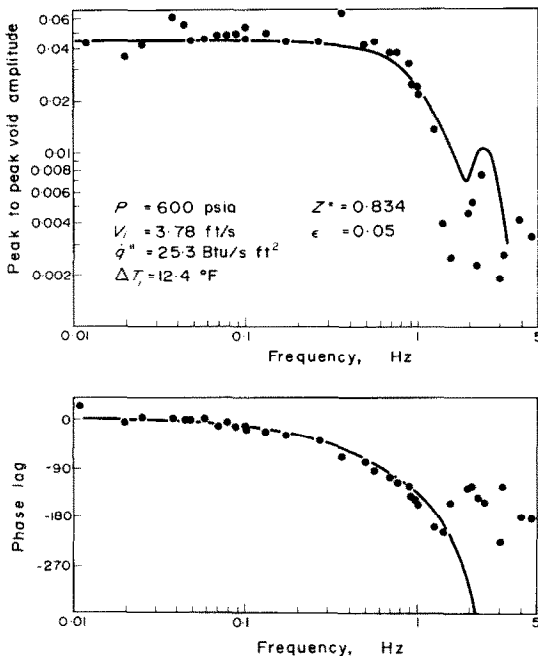 Peak to peak void amplitude
0·06
0·04
0·02
0·01
0·008
0·006
0·004
0·002
P = 600 psia
V_i = 3·78 ft/s
q̇" = 25·3 Btu/s ft²
ΔT_i = 12·4 °F
Z* = 0·834
ϵ = 0·05
0·01 0·1 1 5
Frequency, Hz
Phase lag
0
-90
-180
-270
0·01 0·1 1 5
Frequency, Hz